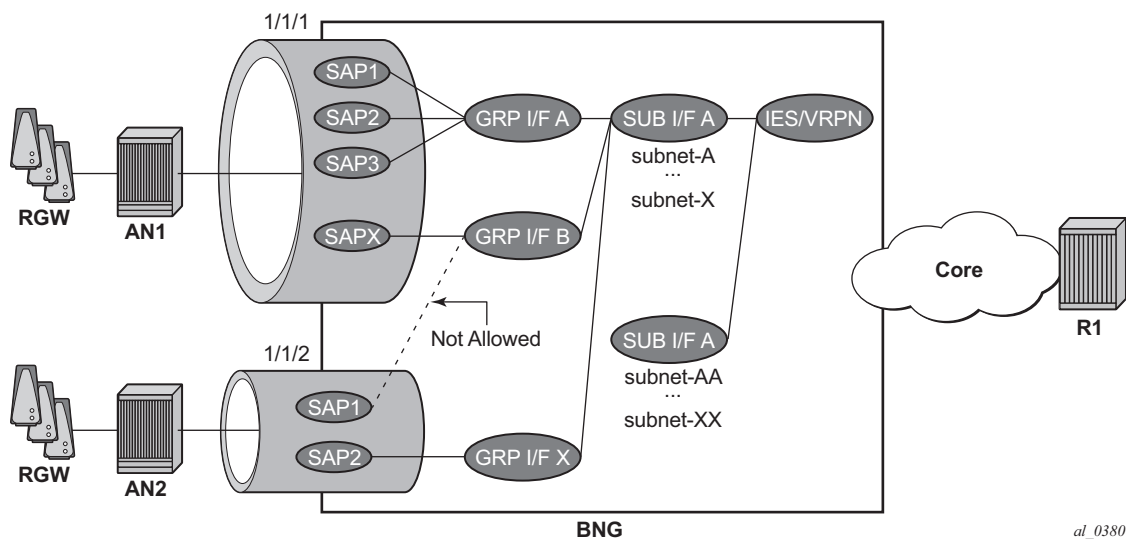 1/1/1
SAP1
SAP2
SAP3
SAPX
GRP I/F A
SUB I/F A
IES/VRPN
subnet-A
...
subnet-X
RGW
AN1
GRP I/F B
Not Allowed
Core
R1
SUB I/F A
subnet-AA
...
subnet-XX
1/1/2
SAP1
SAP2
GRP I/F X
RGW
AN2
BNG
al_0380